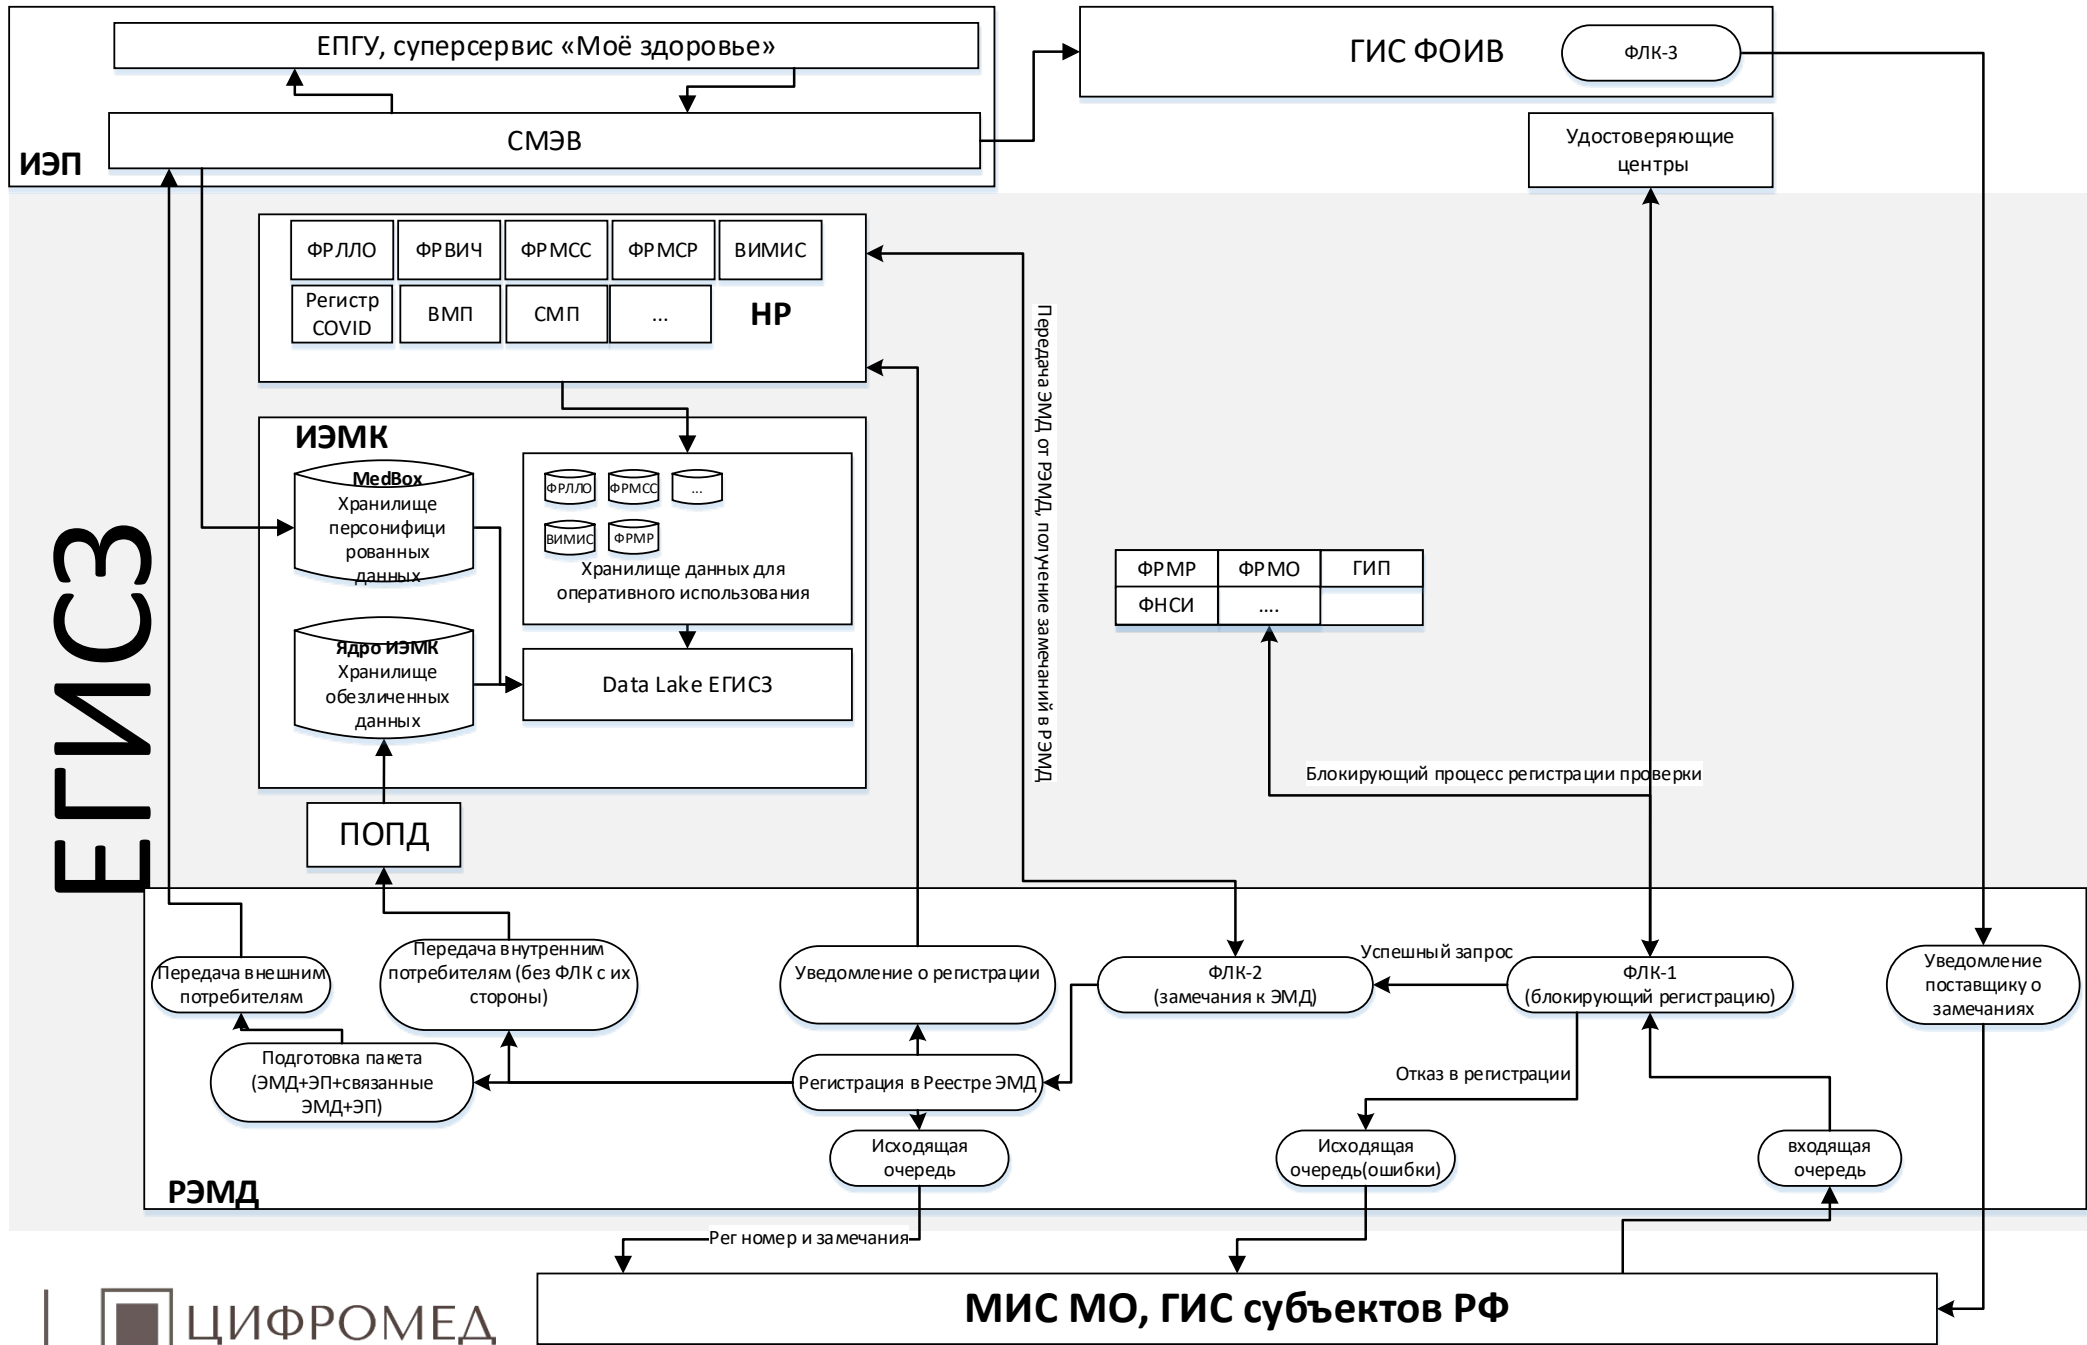 ЕПГУ, суперсервис «Моё здоровье»
СМЭВ
ИЭП
ГИС ФОИВ
ФЛК-3
Удостоверяющие
центры
ЕГИСЗ
ФРЛЛО
ФРВИЧ
ФРМСС
ФРМСР
ВИМИС
Регистр
COVID
ВМП
СМП
...
НР
ИЭМК
MedBox
Хранилище
персонифици
рованных
данных
ФРЛЛО
ФРМСС
...
ВИМИС
ФРМР
Хранилище данных для
оперативного использования
Ядро ИЭМК
Хранилище
обезличенных
данных
Data Lake ЕГИСЗ
ПОПД
Передача ЭМД от РЭМД, получение замечаний в РЭМД
ФРМР
ФРМО
ГИП
ФНСИ
....
Блокирующий процесс регистрации проверки
Передача внешним
потребителям
Передача внутренним
потребителям (без ФЛК с их
стороны)
Уведомление о регистрации
ФЛК-2
(замечания к ЭМД)
Успешный запрос
ФЛК-1
(блокирующий регистрацию)
Уведомление
поставщику о
замечаниях
Подготовка пакета
(ЭМД+ЭП+связанные
ЭМД+ЭП)
Регистрация в Реестре ЭМД
Отказ в регистрации
Исходящая
очередь
Исходящая
очередь(ошибки)
входящая
очередь
РЭМД
Рег номер и замечания
МИС МО, ГИС субъектов РФ
ЦИФРОМЕД